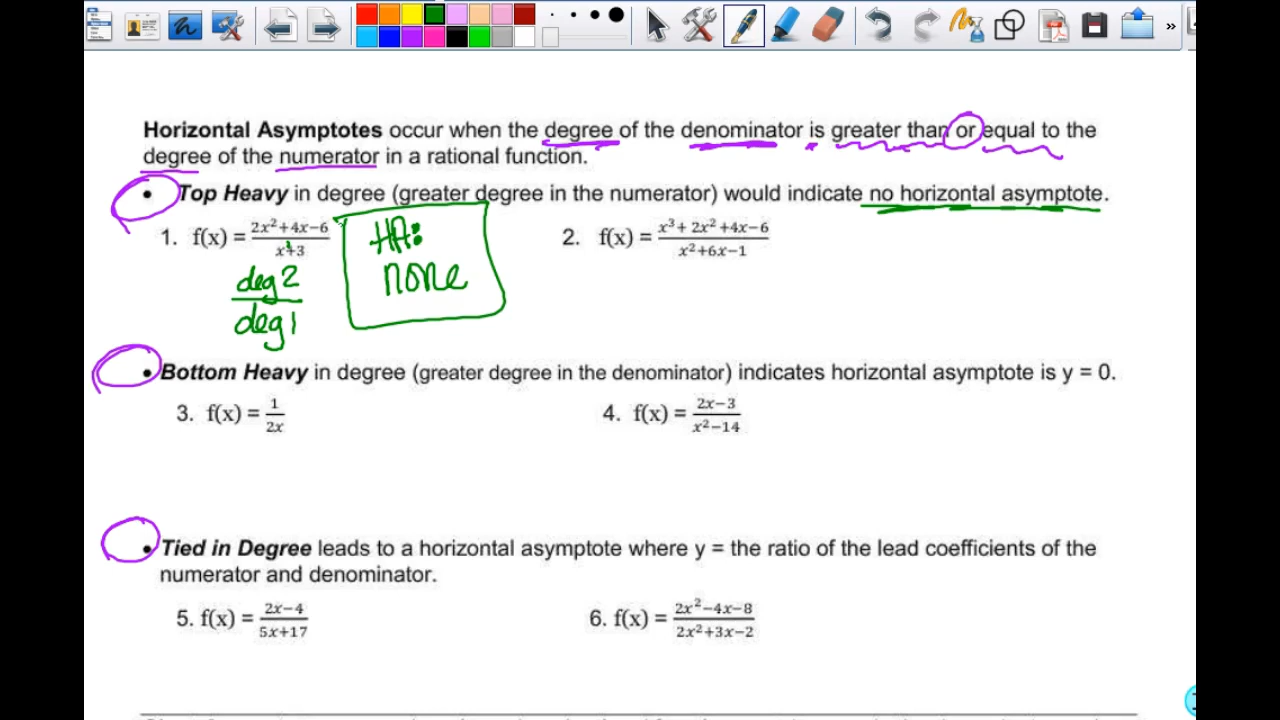 Horizontal Asymptotes occur when the degree of the denominator is greater than or equal to the
degree of the numerator in a rational function.
• Top Heavy in degree (greater degree in the numerator) would indicate no horizontal asymptote.
1. f(x) = (2x²+4x−6)/(x¹+3)
HA:
none
2. f(x) = (x³+ 2x² +4x−6)/(x²+6x−1)
deg 2
deg 1
• Bottom Heavy in degree (greater degree in the denominator) indicates horizontal asymptote is y = 0.
3. f(x) = 1/2x
4. f(x) = (2x−3)/(x²−14)
• Tied in Degree leads to a horizontal asymptote where y = the ratio of the lead coefficients of the
numerator and denominator.
5. f(x) = (2x−4)/(5x+17)
6. f(x) = (2x²−4x−8)/(2x²+3x−2)